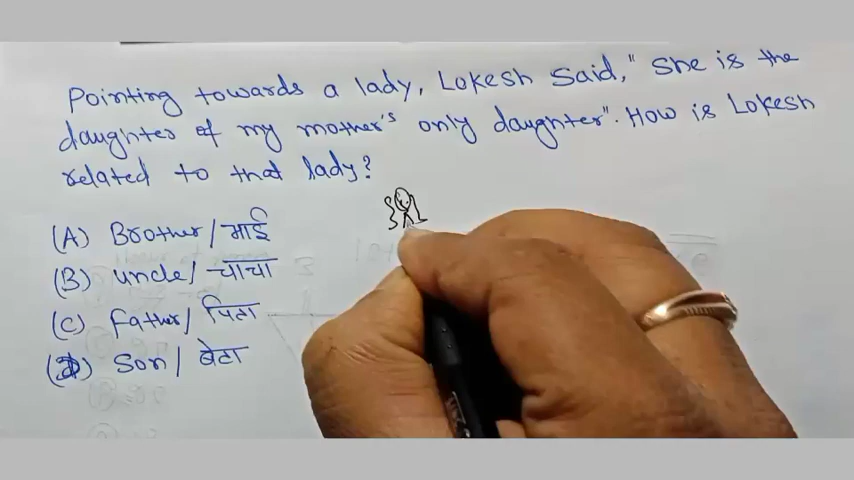 Pointing towards a lady, Lokesh said, "She is the
daughter of my mother's only daughter". How is Lokesh
related to that lady?
(A) Brother / भाई
(B) uncle / चाचा
(C) father / पिता
(D) Son / बेटा